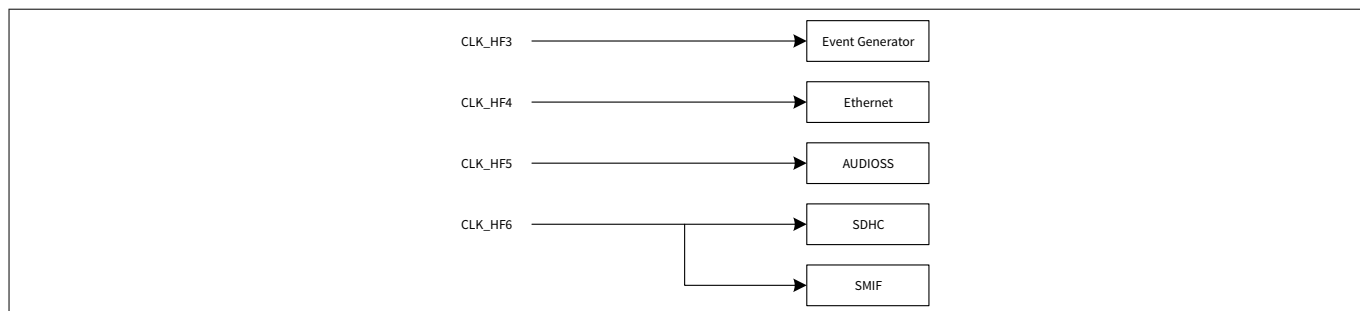 CLK_HF3 Event Generator
CLK_HF4 Ethernet
CLK_HF5 AUDIOSS
CLK_HF6 SDHC
SMIF